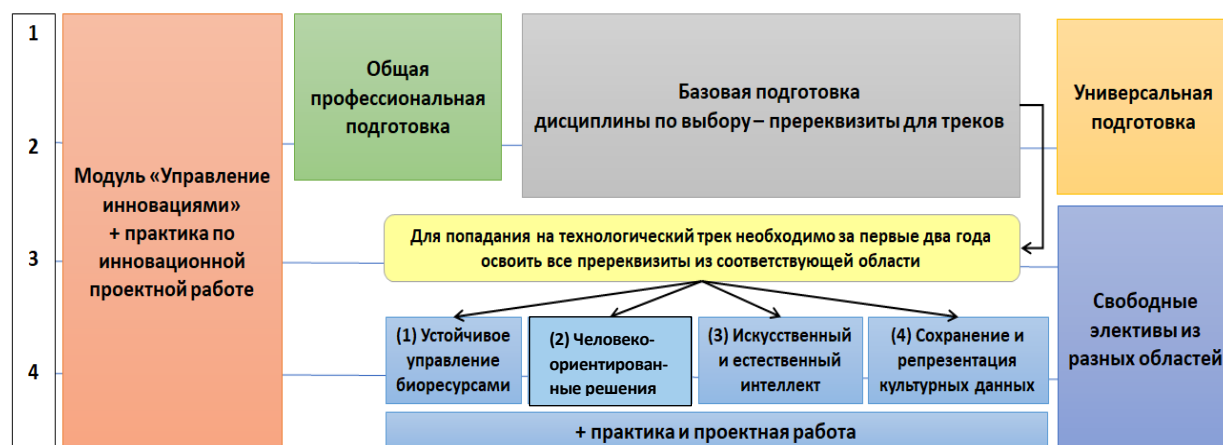 1
2
3
4
Модуль «Управление
инновациями»
+ практика по
инновационной
проектной работе
Общая
профессиональная
подготовка
Базовая подготовка
дисциплины по выбору – пререквизиты для треков
Универсальная
подготовка
Для попадания на технологический трек необходимо за первые два года
освоить все пререквизиты из соответствующей области
(1) Устойчивое
управление
биоресурсами
(2) Человеко-
ориентирован-
ные решения
(3) Искусственный
и естественный
интеллект
(4) Сохранение и
репрезентация
культурных данных
+ практика и проектная работа
Свободные
элективы из
разных областей